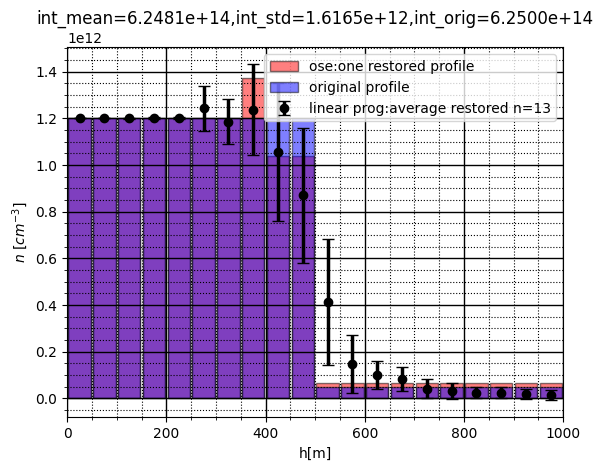 int_mean=6.2481e+14,int_std=1.6165e+12,int_orig=6.2500e+14
1e12
ose:one restored profile
original profile
linear prog:average restored n=13
1.4
1.2
1.0
0.8
0.6
0.4
0.2
0.0
n [cm⁻³]
0 200 400 600 800 1000
h[m]